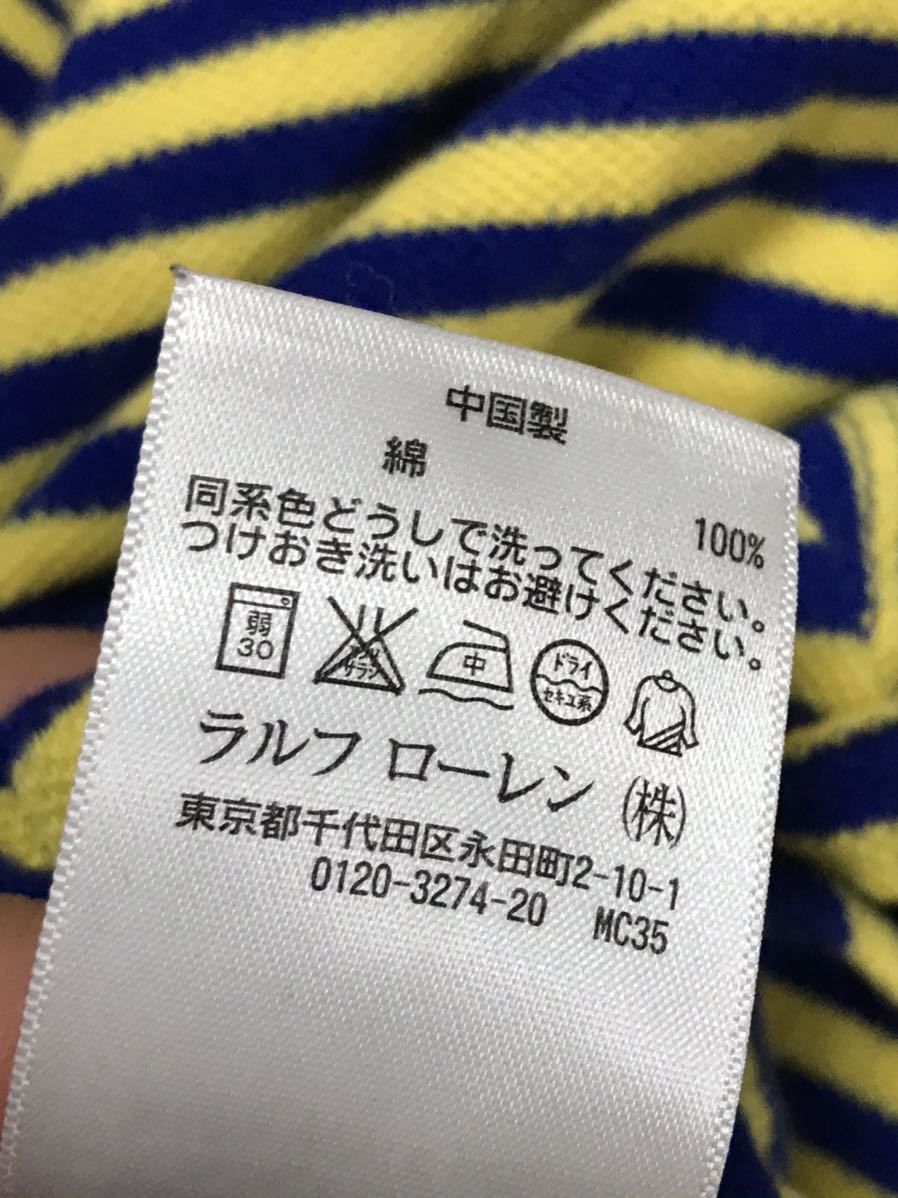 中国製
綿 100%
同系色どうしで洗ってください。
つけおき洗いはお避けください。
弱 30
中
ドライ
セキユ系
ラルフ ローレン (株)
東京都千代田区永田町2-10-1
0120-3274-20 MC35